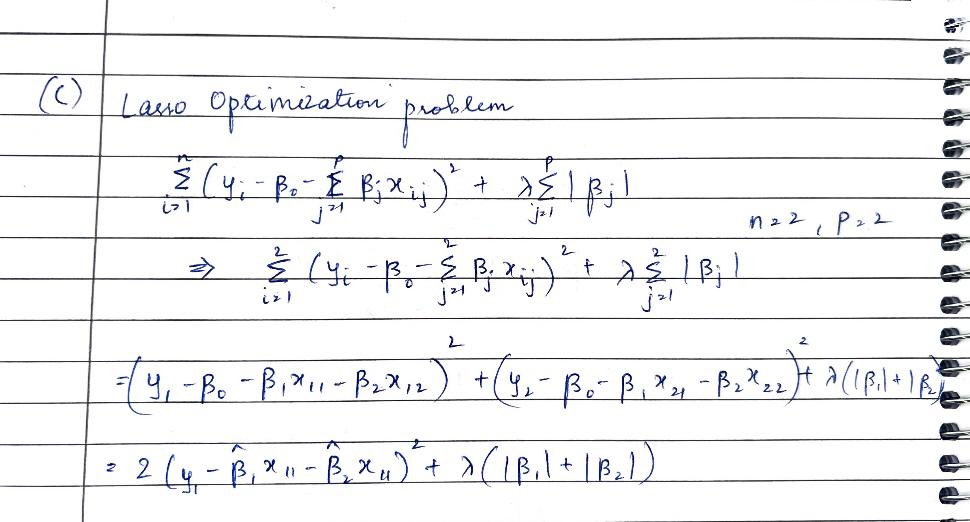 (C) Lasso Optimization problem
$\sum_{i=1}^{n} (y_i - \beta_0 - \sum_{j=1}^{p} \beta_j x_{ij})^2 + \lambda \sum_{j=1}^{p} |\beta_j|$
n=2, p=2
$\Rightarrow \sum_{i=1}^{2} (y_i - \beta_0 - \sum_{j=1}^{2} \beta_j x_{ij})^2 + \lambda \sum_{j=1}^{2} |\beta_j|$
$= (y_1 - \beta_0 - \beta_1 x_{11} - \beta_2 x_{12})^2 + (y_2 - \beta_0 - \beta_1 x_{21} - \beta_2 x_{22})^2 + \lambda (|\beta_1| + |\beta_2|$
$= 2 (y_1 - \hat{\beta}_1 x_{11} - \hat{\beta}_2 x_{11})^2 + \lambda (|\beta_1| + |\beta_2|)$